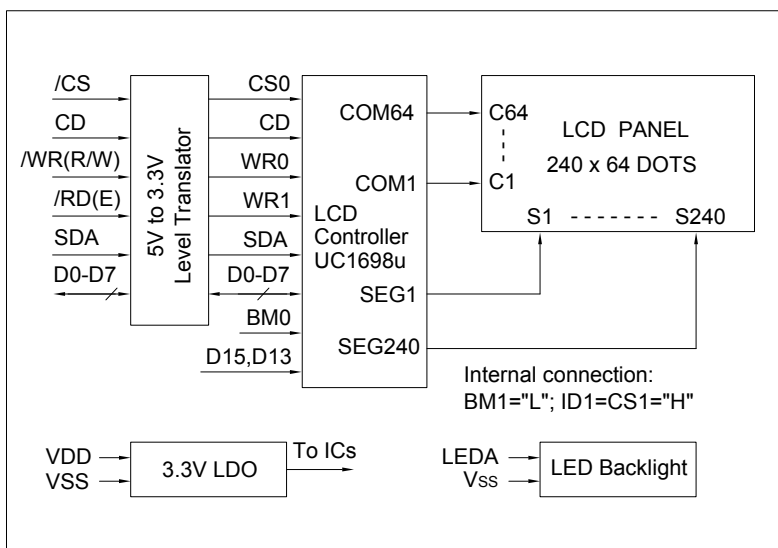 /CS
CD
/WR(R/W)
/RD(E)
SDA
D0-D7
5V to 3.3V
Level Translator
CS0
CD
WR0
WR1
SDA
D0-D7
BM0
D15,D13
COM64
COM1
LCD
Controller
UC1698u
SEG1
SEG240
C64
C1
LCD PANEL
240 x 64 DOTS
S1
S240
Internal connection:
BM1="L"; ID1=CS1="H"
VDD
VSS
3.3V LDO
To ICs
LEDA
VSS
LED Backlight